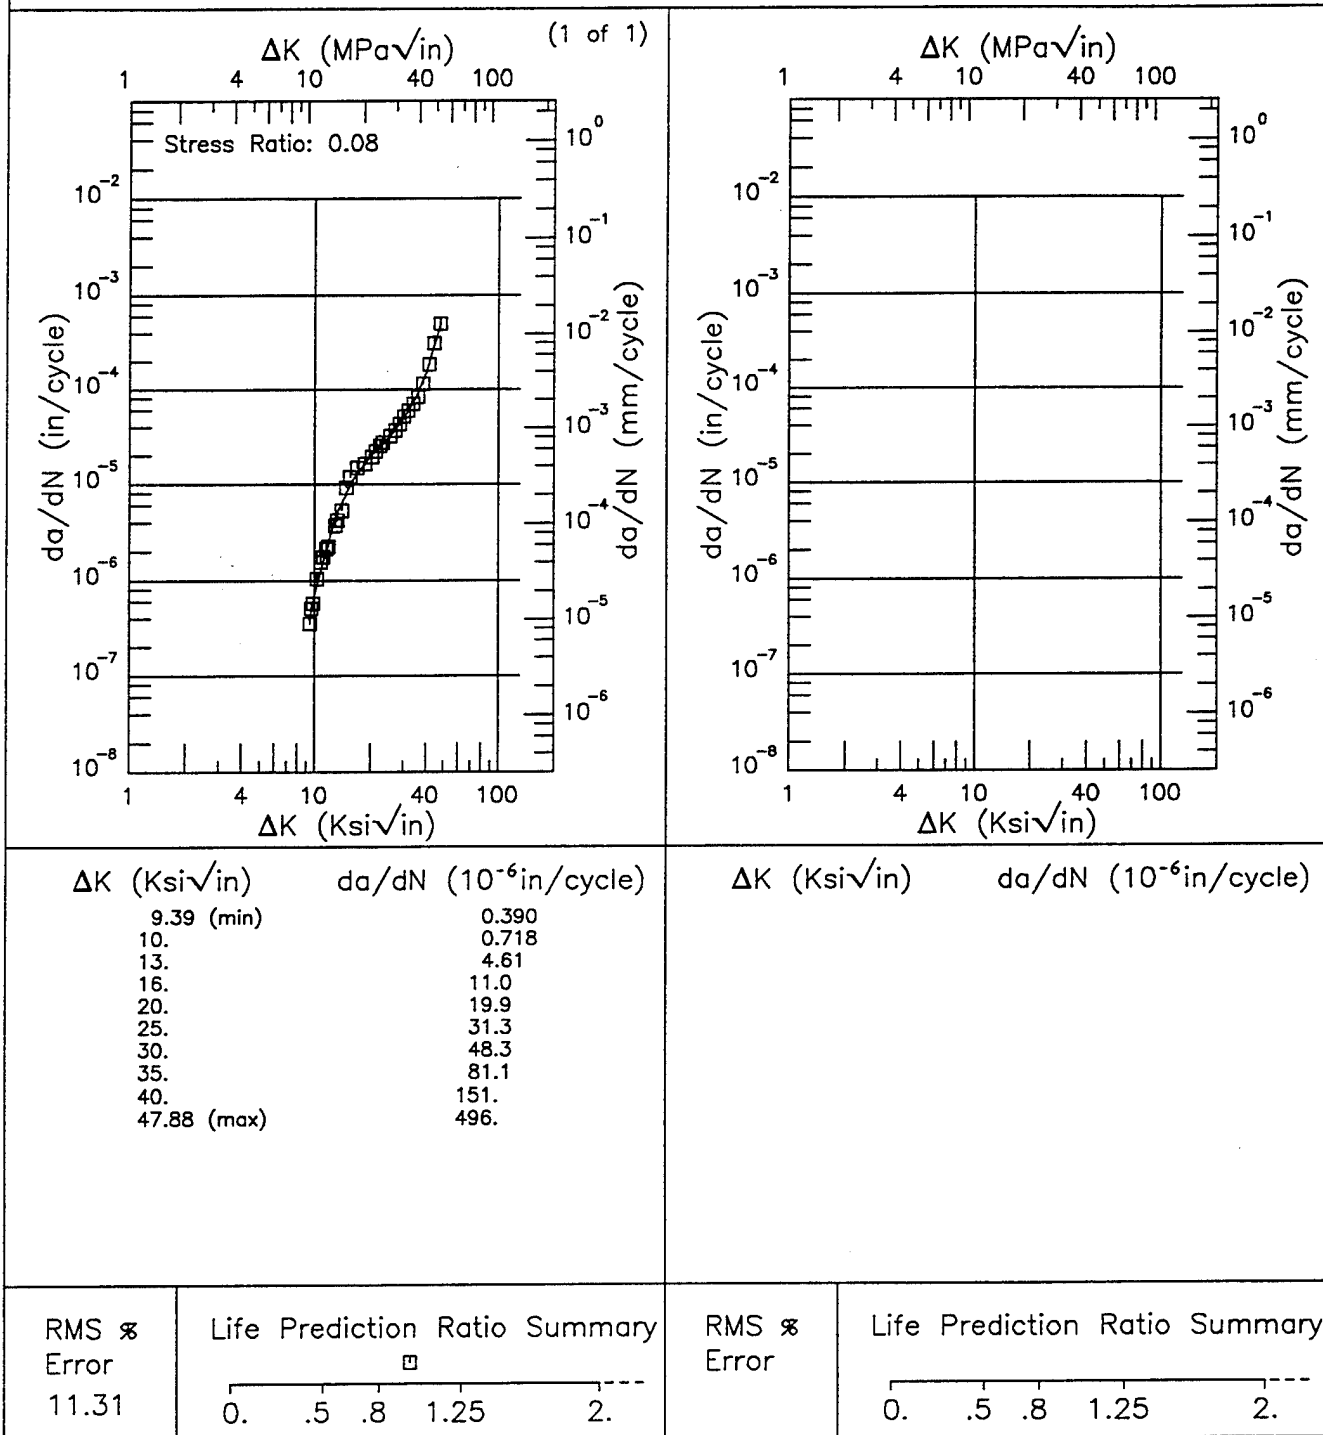 (1 of 1)
ΔK (MPa√in)
1 4 10 40 100
Stress Ratio: 0.08
10⁻²
10⁻³
10⁻⁴
10⁻⁵
10⁻⁶
10⁻⁷
10⁻⁸
da/dN (in/cycle)
10⁰
10⁻¹
10⁻²
10⁻³
10⁻⁴
10⁻⁵
10⁻⁶
da/dN (mm/cycle)
1 4 10 40 100
ΔK (Ksi√in)
ΔK (MPa√in)
1 4 10 40 100
10⁻²
10⁻³
10⁻⁴
10⁻⁵
10⁻⁶
10⁻⁷
10⁻⁸
da/dN (in/cycle)
10⁰
10⁻¹
10⁻²
10⁻³
10⁻⁴
10⁻⁵
10⁻⁶
da/dN (mm/cycle)
1 4 10 40 100
ΔK (Ksi√in)
ΔK (Ksi√in) da/dN (10⁻⁶in/cycle)
9.39 (min) 0.390
10. 0.718
13. 4.61
16. 11.0
20. 19.9
25. 31.3
30. 48.3
35. 81.1
40. 151.
47.88 (max) 496.
ΔK (Ksi√in) da/dN (10⁻⁶in/cycle)
RMS %
Error
11.31
Life Prediction Ratio Summary
0. .5 .8 1.25 2.
RMS %
Error
Life Prediction Ratio Summary
0. .5 .8 1.25 2.